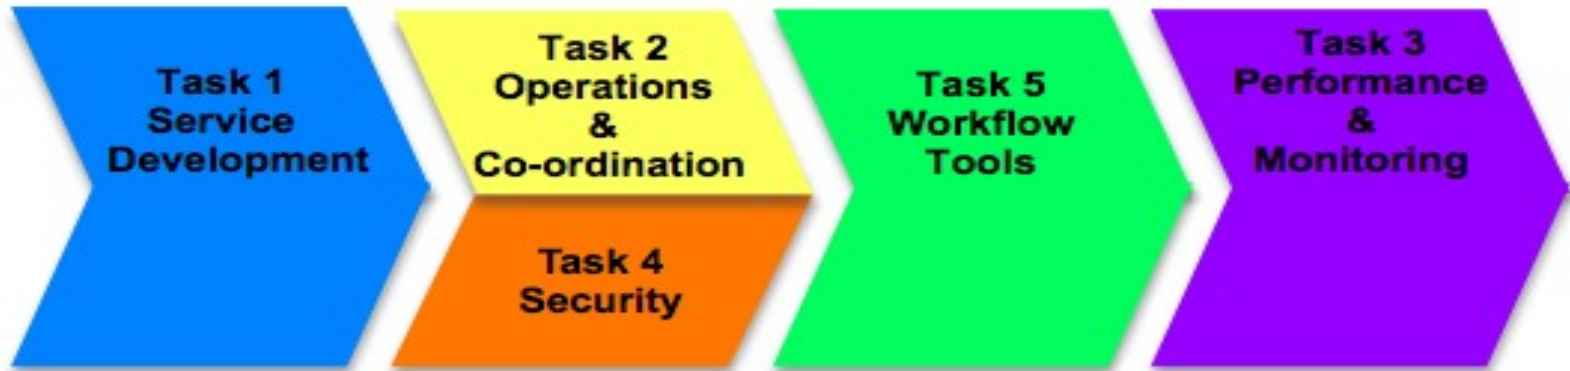 Task 1
Service
Development
Task 2
Operations
&
Co-ordination
Task 4
Security
Task 5
Workflow
Tools
Task 3
Performance
&
Monitoring